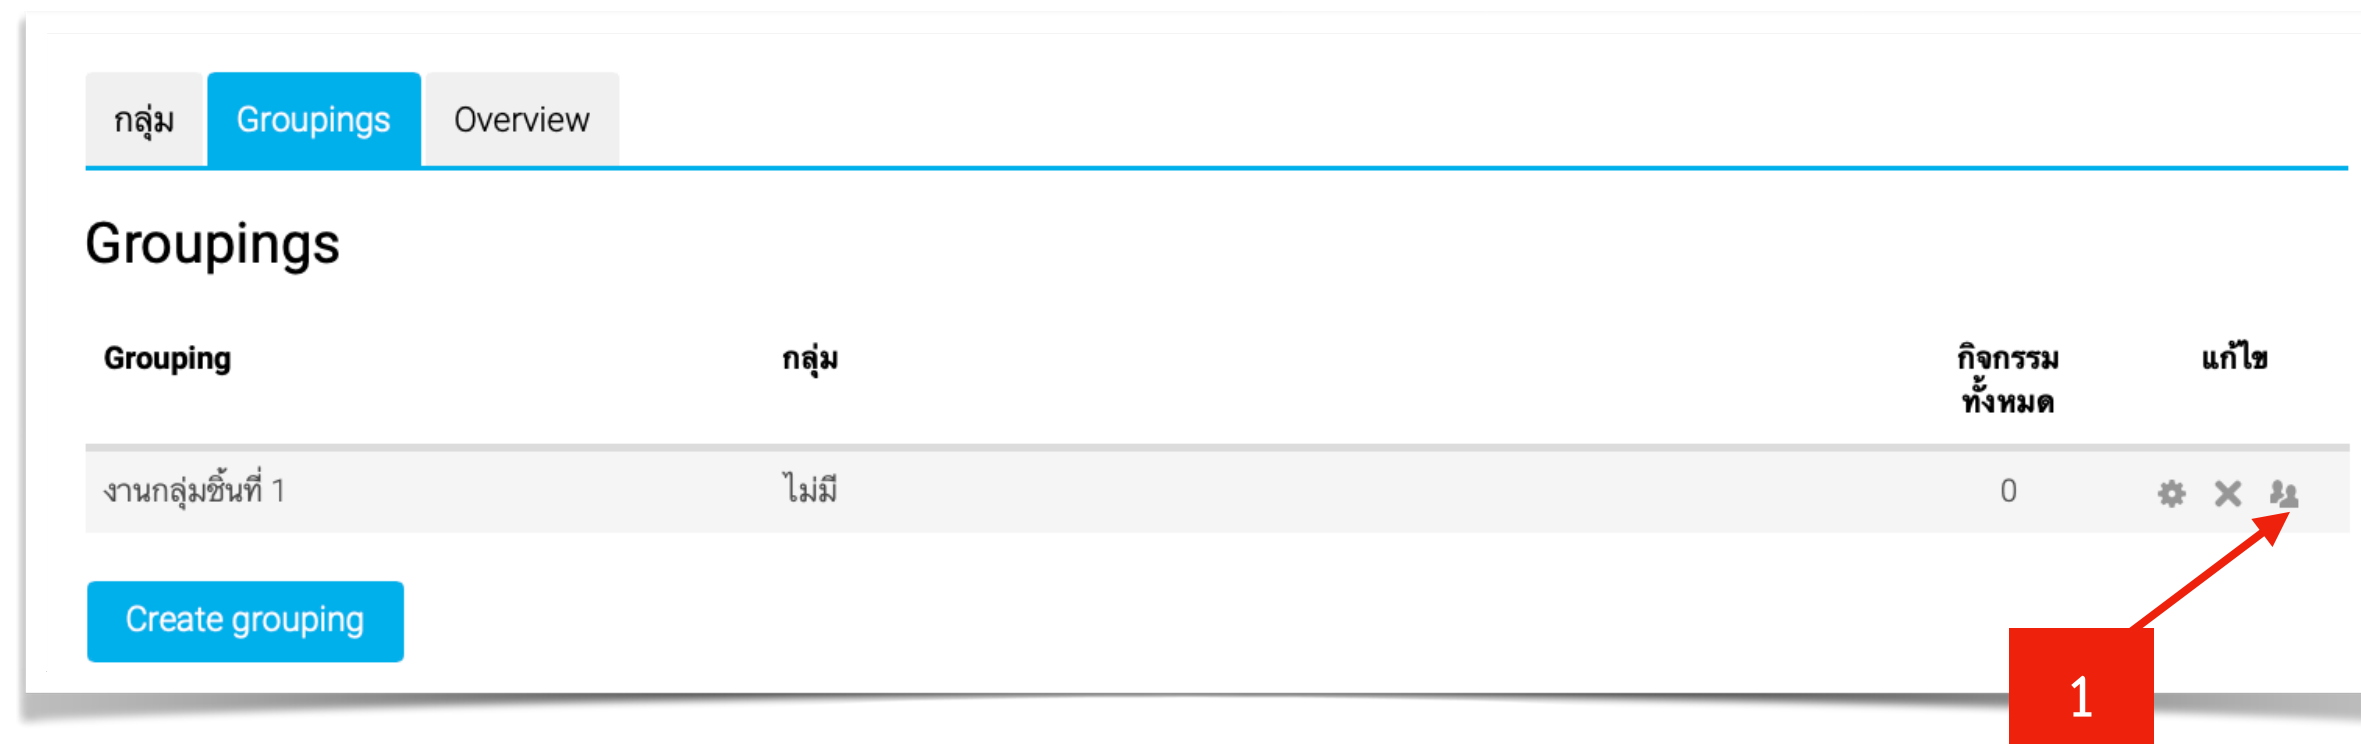 กลุ่ม Groupings Overview
Groupings
Grouping กลุ่ม กิจกรรม แก้ไข
ทั้งหมด
งานกลุ่มชิ้นที่ 1 ไม่มี 0
Create grouping
1